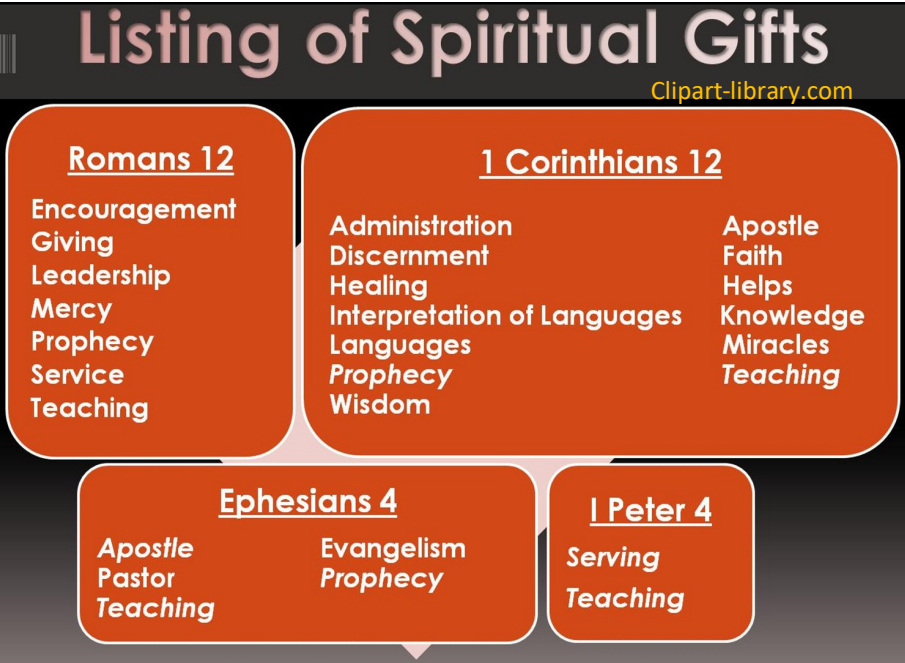 Listing of Spiritual Gifts
Clipart-library.com
Romans 12
Encouragement
Giving
Leadership
Mercy
Prophecy
Service
Teaching
1 Corinthians 12
Administration
Discernment
Healing
Interpretation of Languages
Languages
Prophecy
Wisdom
Apostle
Faith
Helps
Knowledge
Miracles
Teaching
Ephesians 4
Apostle
Pastor
Teaching
Evangelism
Prophecy
I Peter 4
Serving
Teaching